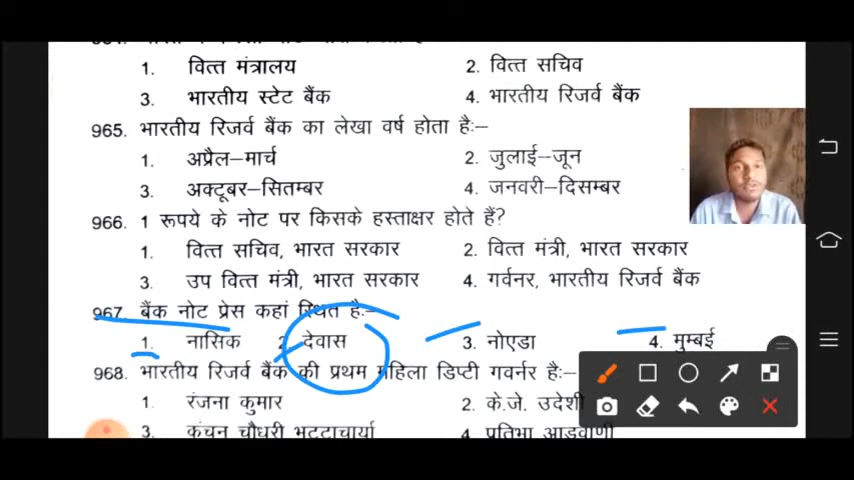 1. वित्त मंत्रालय 2. वित्त सचिव
3. भारतीय स्टेट बैंक 4. भारतीय रिजर्व बैंक
965. भारतीय रिजर्व बैंक का लेखा वर्ष होता है:–
1. अप्रैल–मार्च 2. जुलाई–जून
3. अक्टूबर–सितम्बर 4. जनवरी–दिसम्बर
966. 1 रूपये के नोट पर किसके हस्ताक्षर होते हैं?
1. वित्त सचिव, भारत सरकार 2. वित्त मंत्री, भारत सरकार
3. उप वित्त मंत्री, भारत सरकार 4. गर्वनर, भारतीय रिजर्व बैंक
967. बैंक नोट प्रेस कहां स्थित है:–
1. नासिक 2. देवास 3. नोएडा 4. मुम्बई
968. भारतीय रिजर्व बैंक की प्रथम महिला डिप्टी गवर्नर है:–
1. रंजना कुमार 2. के.जे. उदेशी
3. कंचन चौधरी भट्टाचार्या 4. प्रतिभा आडवाणी